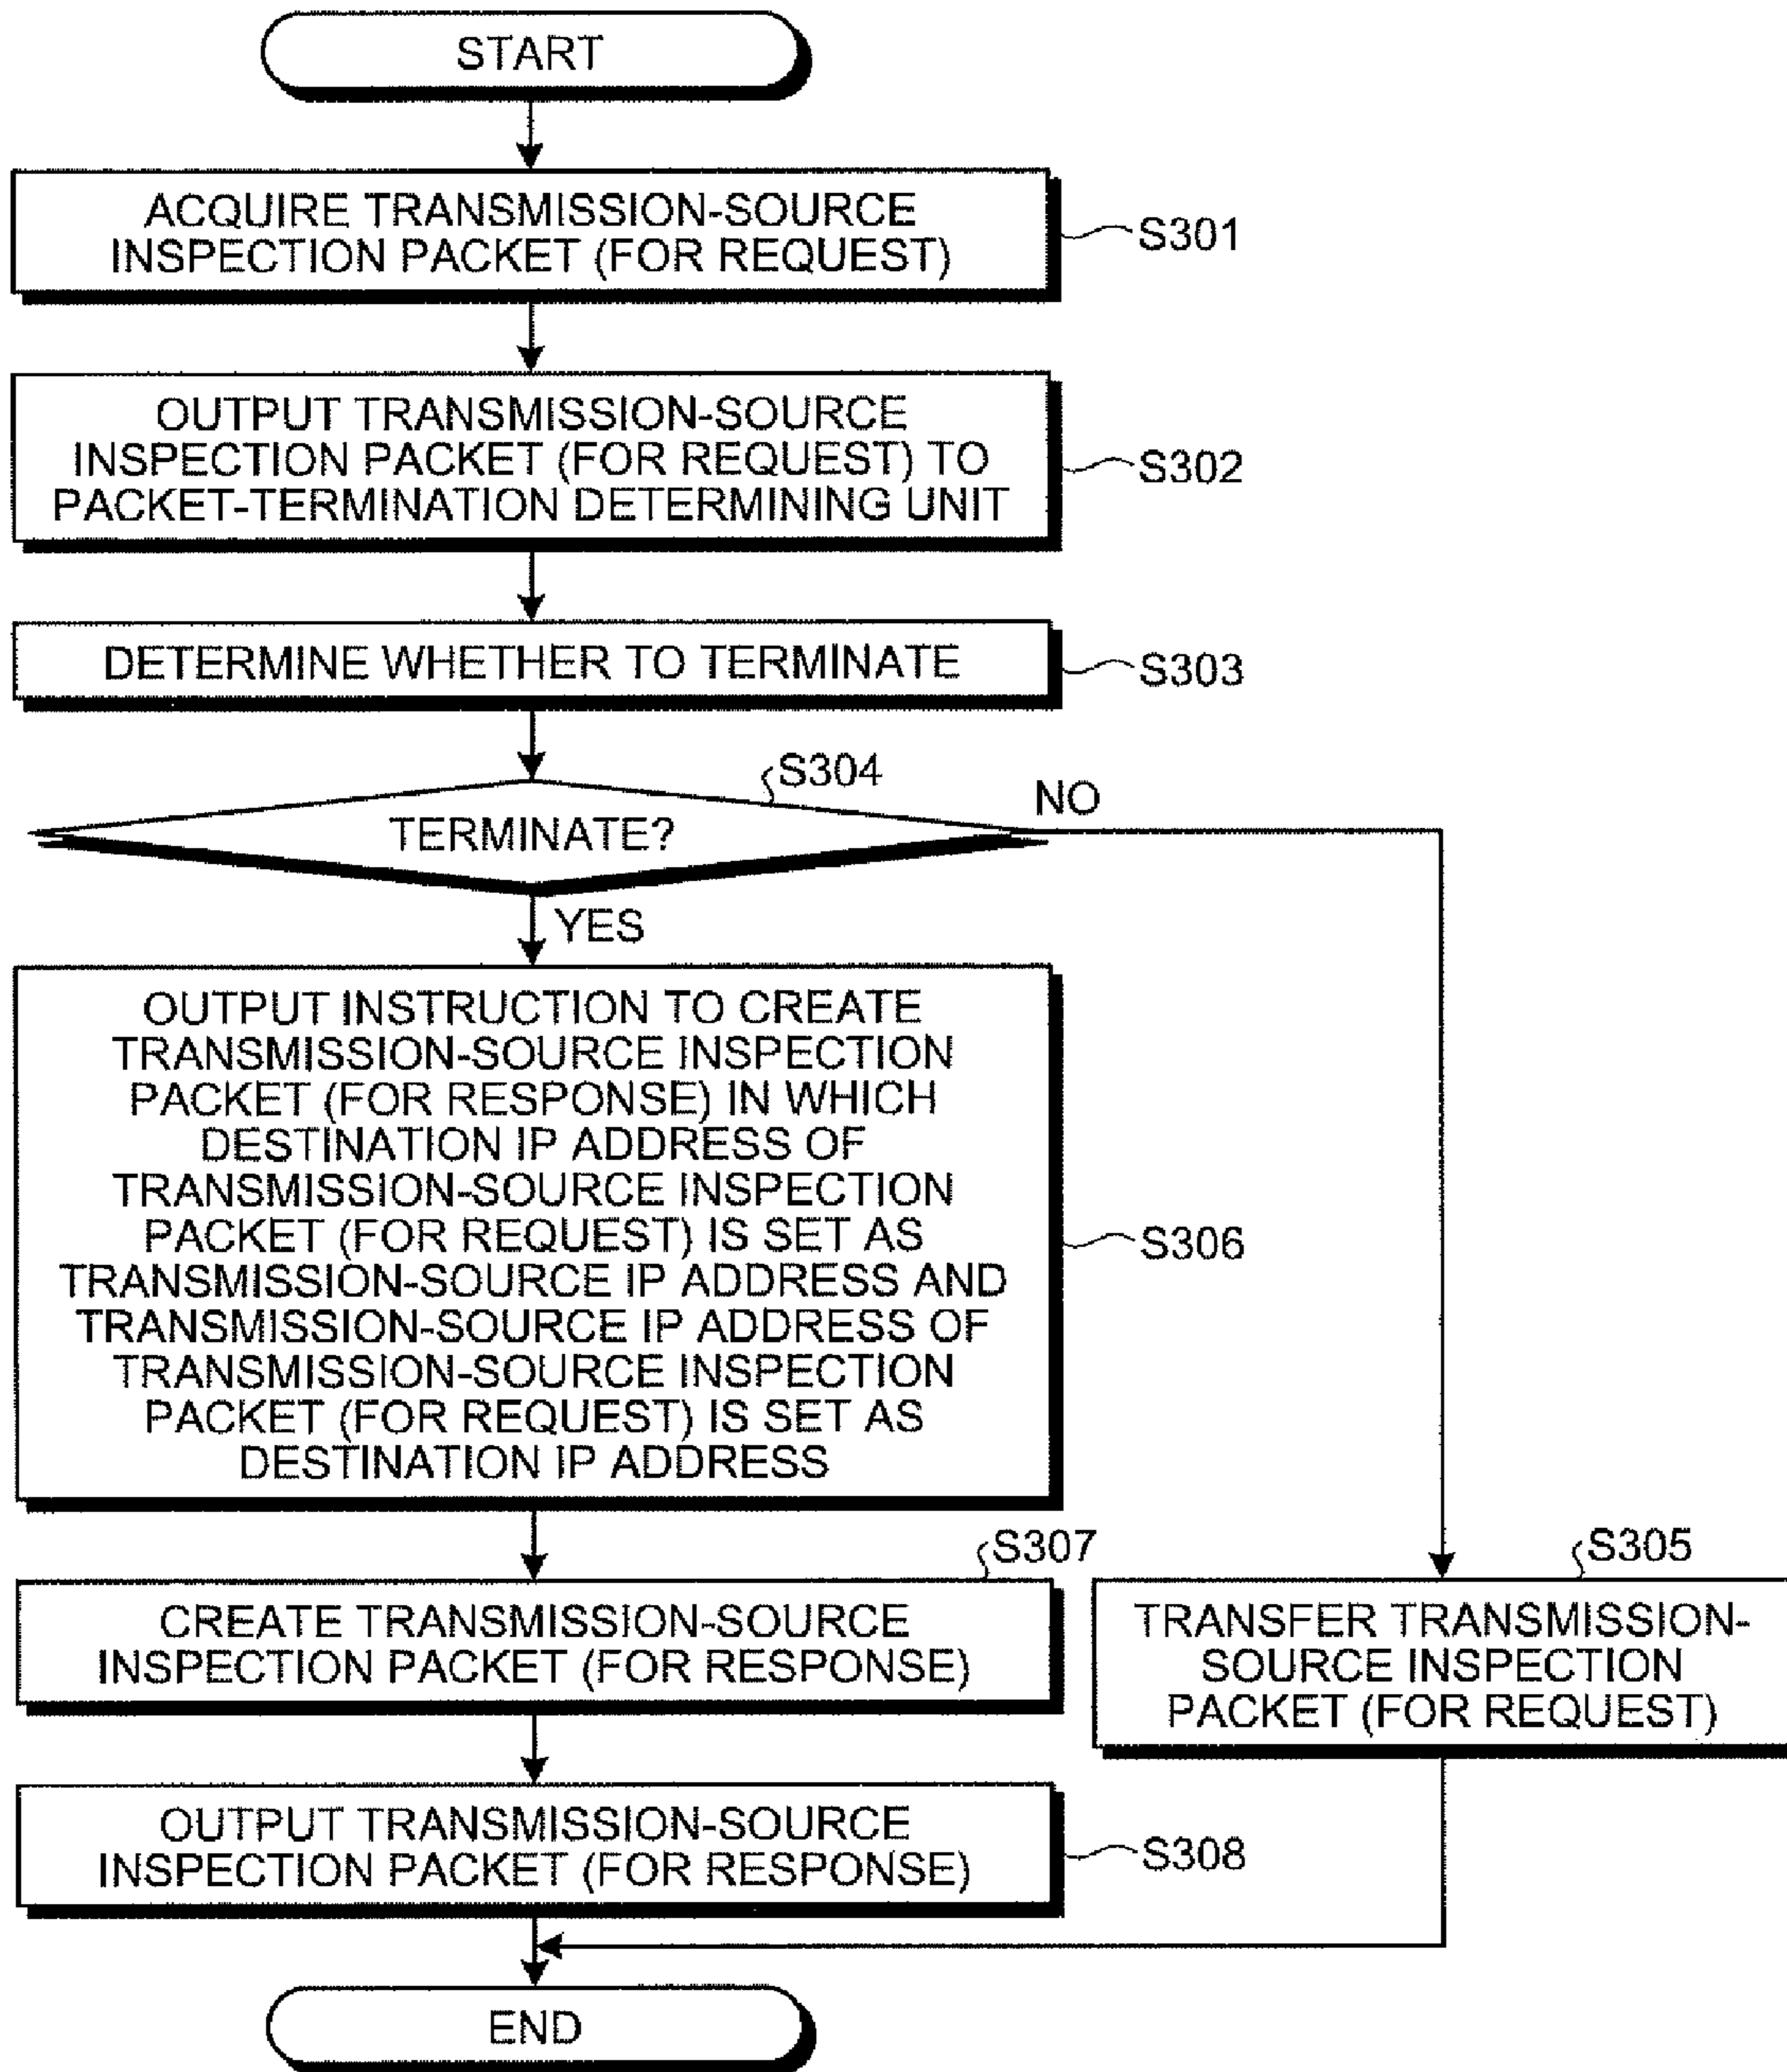 START
ACQUIRE TRANSMISSION-SOURCE
INSPECTION PACKET (FOR REQUEST)
S301
OUTPUT TRANSMISSION-SOURCE
INSPECTION PACKET (FOR REQUEST) TO
PACKET-TERMINATION DETERMINING UNIT
S302
DETERMINE WHETHER TO TERMINATE
S303
S304
TERMINATE?
NO
YES
OUTPUT INSTRUCTION TO CREATE
TRANSMISSION-SOURCE INSPECTION
PACKET (FOR RESPONSE) IN WHICH
DESTINATION IP ADDRESS OF
TRANSMISSION-SOURCE INSPECTION
PACKET (FOR REQUEST) IS SET AS
TRANSMISSION-SOURCE IP ADDRESS AND
TRANSMISSION-SOURCE IP ADDRESS OF
TRANSMISSION-SOURCE INSPECTION
PACKET (FOR REQUEST) IS SET AS
DESTINATION IP ADDRESS
S306
S307
CREATE TRANSMISSION-SOURCE
INSPECTION PACKET (FOR RESPONSE)
S305
TRANSFER TRANSMISSION-
SOURCE INSPECTION
PACKET (FOR REQUEST)
OUTPUT TRANSMISSION-SOURCE
INSPECTION PACKET (FOR RESPONSE)
S308
END